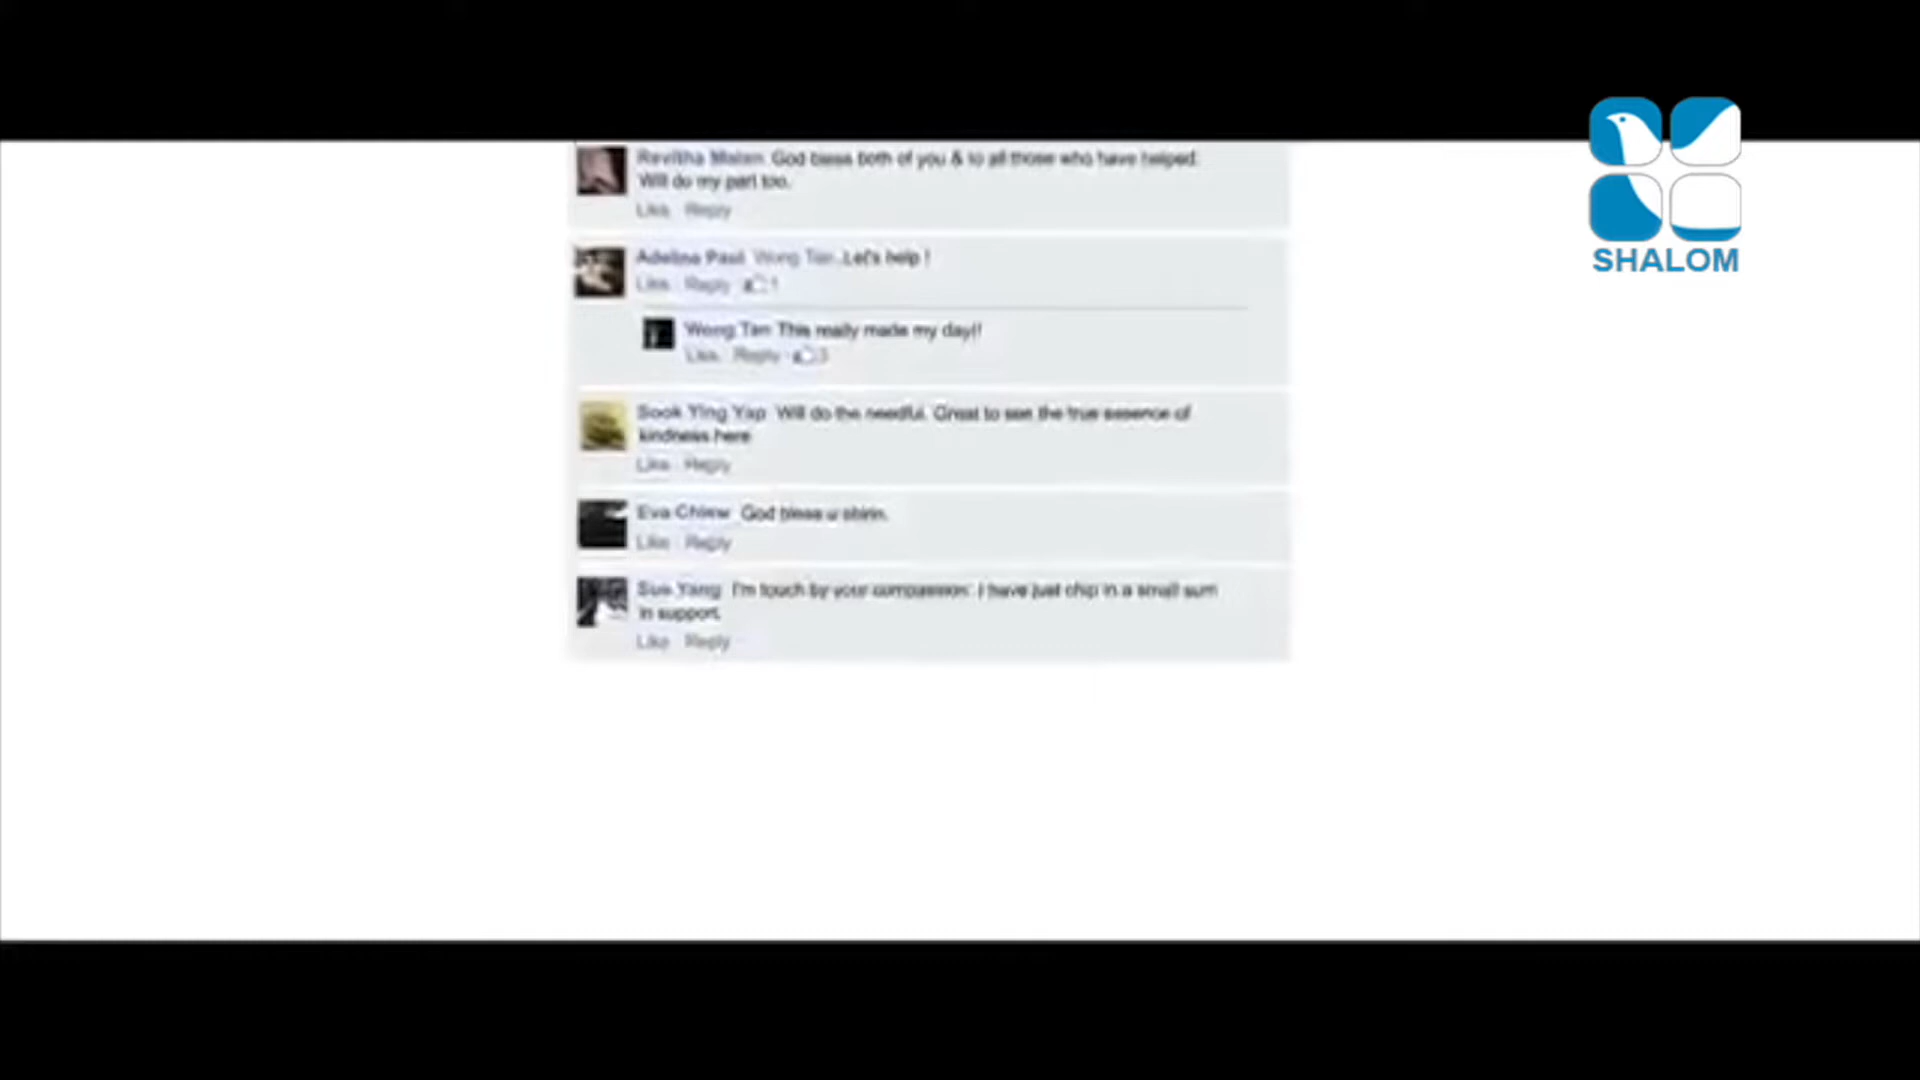 God bless both of you & to all those who have helped.
Will do my part too.
Like Reply
SHALOM
Adelina Paul Wong Tan..Let's help !
Like Reply 1
Wong Tan This really made my day!!
Like Reply 3
Sook Ying Yap Will do the needful. Great to see the true essence of
kindness here
Like Reply
Eva Chiew God bless u
Like Reply
Sue Yang I'm touch by your compassion. I have just chip in a small sum
in support.
Like Reply